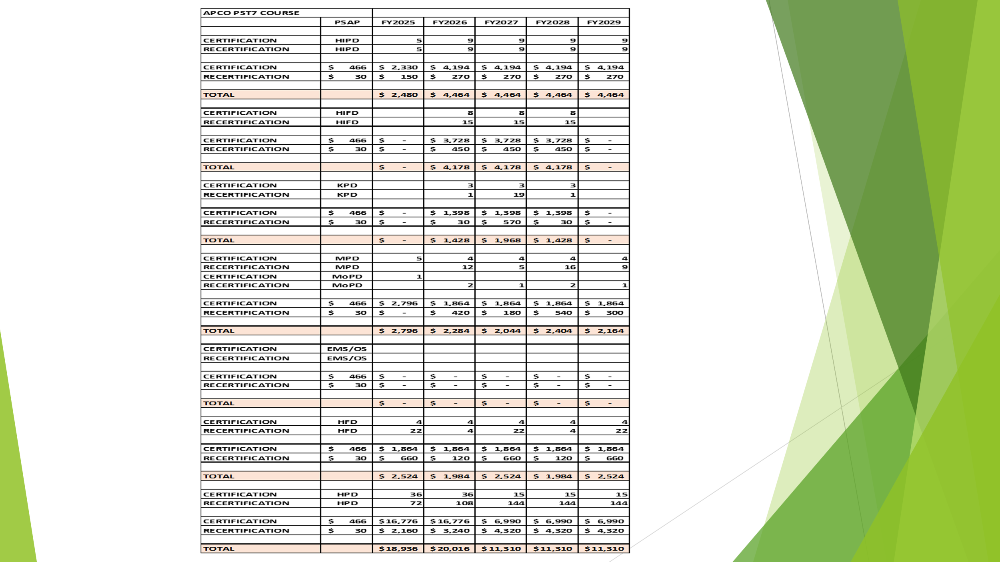 APCO PST7 COURSE
PSAP FY2025 FY2026 FY2027 FY2028 FY2029
CERTIFICATION HIPD 5 9 9 9 9
RECERTIFICATION HIPD 5 9 9 9 9
CERTIFICATION $ 466 $ 2,330 $ 4,194 $ 4,194 $ 4,194 $ 4,194
RECERTIFICATION $ 30 $ 150 $ 270 $ 270 $ 270 $ 270
TOTAL $ 2,480 $ 4,464 $ 4,464 $ 4,464 $ 4,464
CERTIFICATION HIFD 8 8 8
RECERTIFICATION HIFD 15 15 15
CERTIFICATION $ 466 $ - $ 3,728 $ 3,728 $ 3,728 $ -
RECERTIFICATION $ 30 $ - $ 450 $ 450 $ 450 $ -
TOTAL $ - $ 4,178 $ 4,178 $ 4,178 $ -
CERTIFICATION KPD 3 3 3
RECERTIFICATION KPD 1 19 1
CERTIFICATION $ 466 $ - $ 1,398 $ 1,398 $ 1,398 $ -
RECERTIFICATION $ 30 $ - $ 30 $ 570 $ 30 $ -
TOTAL $ - $ 1,428 $ 1,968 $ 1,428 $ -
CERTIFICATION MPD 5 4 4 4 4
RECERTIFICATION MPD 12 5 16 9
CERTIFICATION MoPD 1
RECERTIFICATION MoPD 2 1 2 1
CERTIFICATION $ 466 $ 2,796 $ 1,864 $ 1,864 $ 1,864 $ 1,864
RECERTIFICATION $ 30 $ - $ 420 $ 180 $ 540 $ 300
TOTAL $ 2,796 $ 2,284 $ 2,044 $ 2,404 $ 2,164
CERTIFICATION EMS/OS
RECERTIFICATION EMS/OS
CERTIFICATION $ 466 $ - $ - $ - $ - $ -
RECERTIFICATION $ 30 $ - $ - $ - $ - $ -
TOTAL $ - $ - $ - $ - $ -
CERTIFICATION HFD 4 4 4 4 4
RECERTIFICATION HFD 22 4 22 4 22
CERTIFICATION $ 466 $ 1,864 $ 1,864 $ 1,864 $ 1,864 $ 1,864
RECERTIFICATION $ 30 $ 660 $ 120 $ 660 $ 120 $ 660
TOTAL $ 2,524 $ 1,984 $ 2,524 $ 1,984 $ 2,524
CERTIFICATION HPD 36 36 15 15 15
RECERTIFICATION HPD 72 108 144 144 144
CERTIFICATION $ 466 $16,776 $16,776 $ 6,990 $ 6,990 $ 6,990
RECERTIFICATION $ 30 $ 2,160 $ 3,240 $ 4,320 $ 4,320 $ 4,320
TOTAL $18,936 $20,016 $11,310 $11,310 $11,310